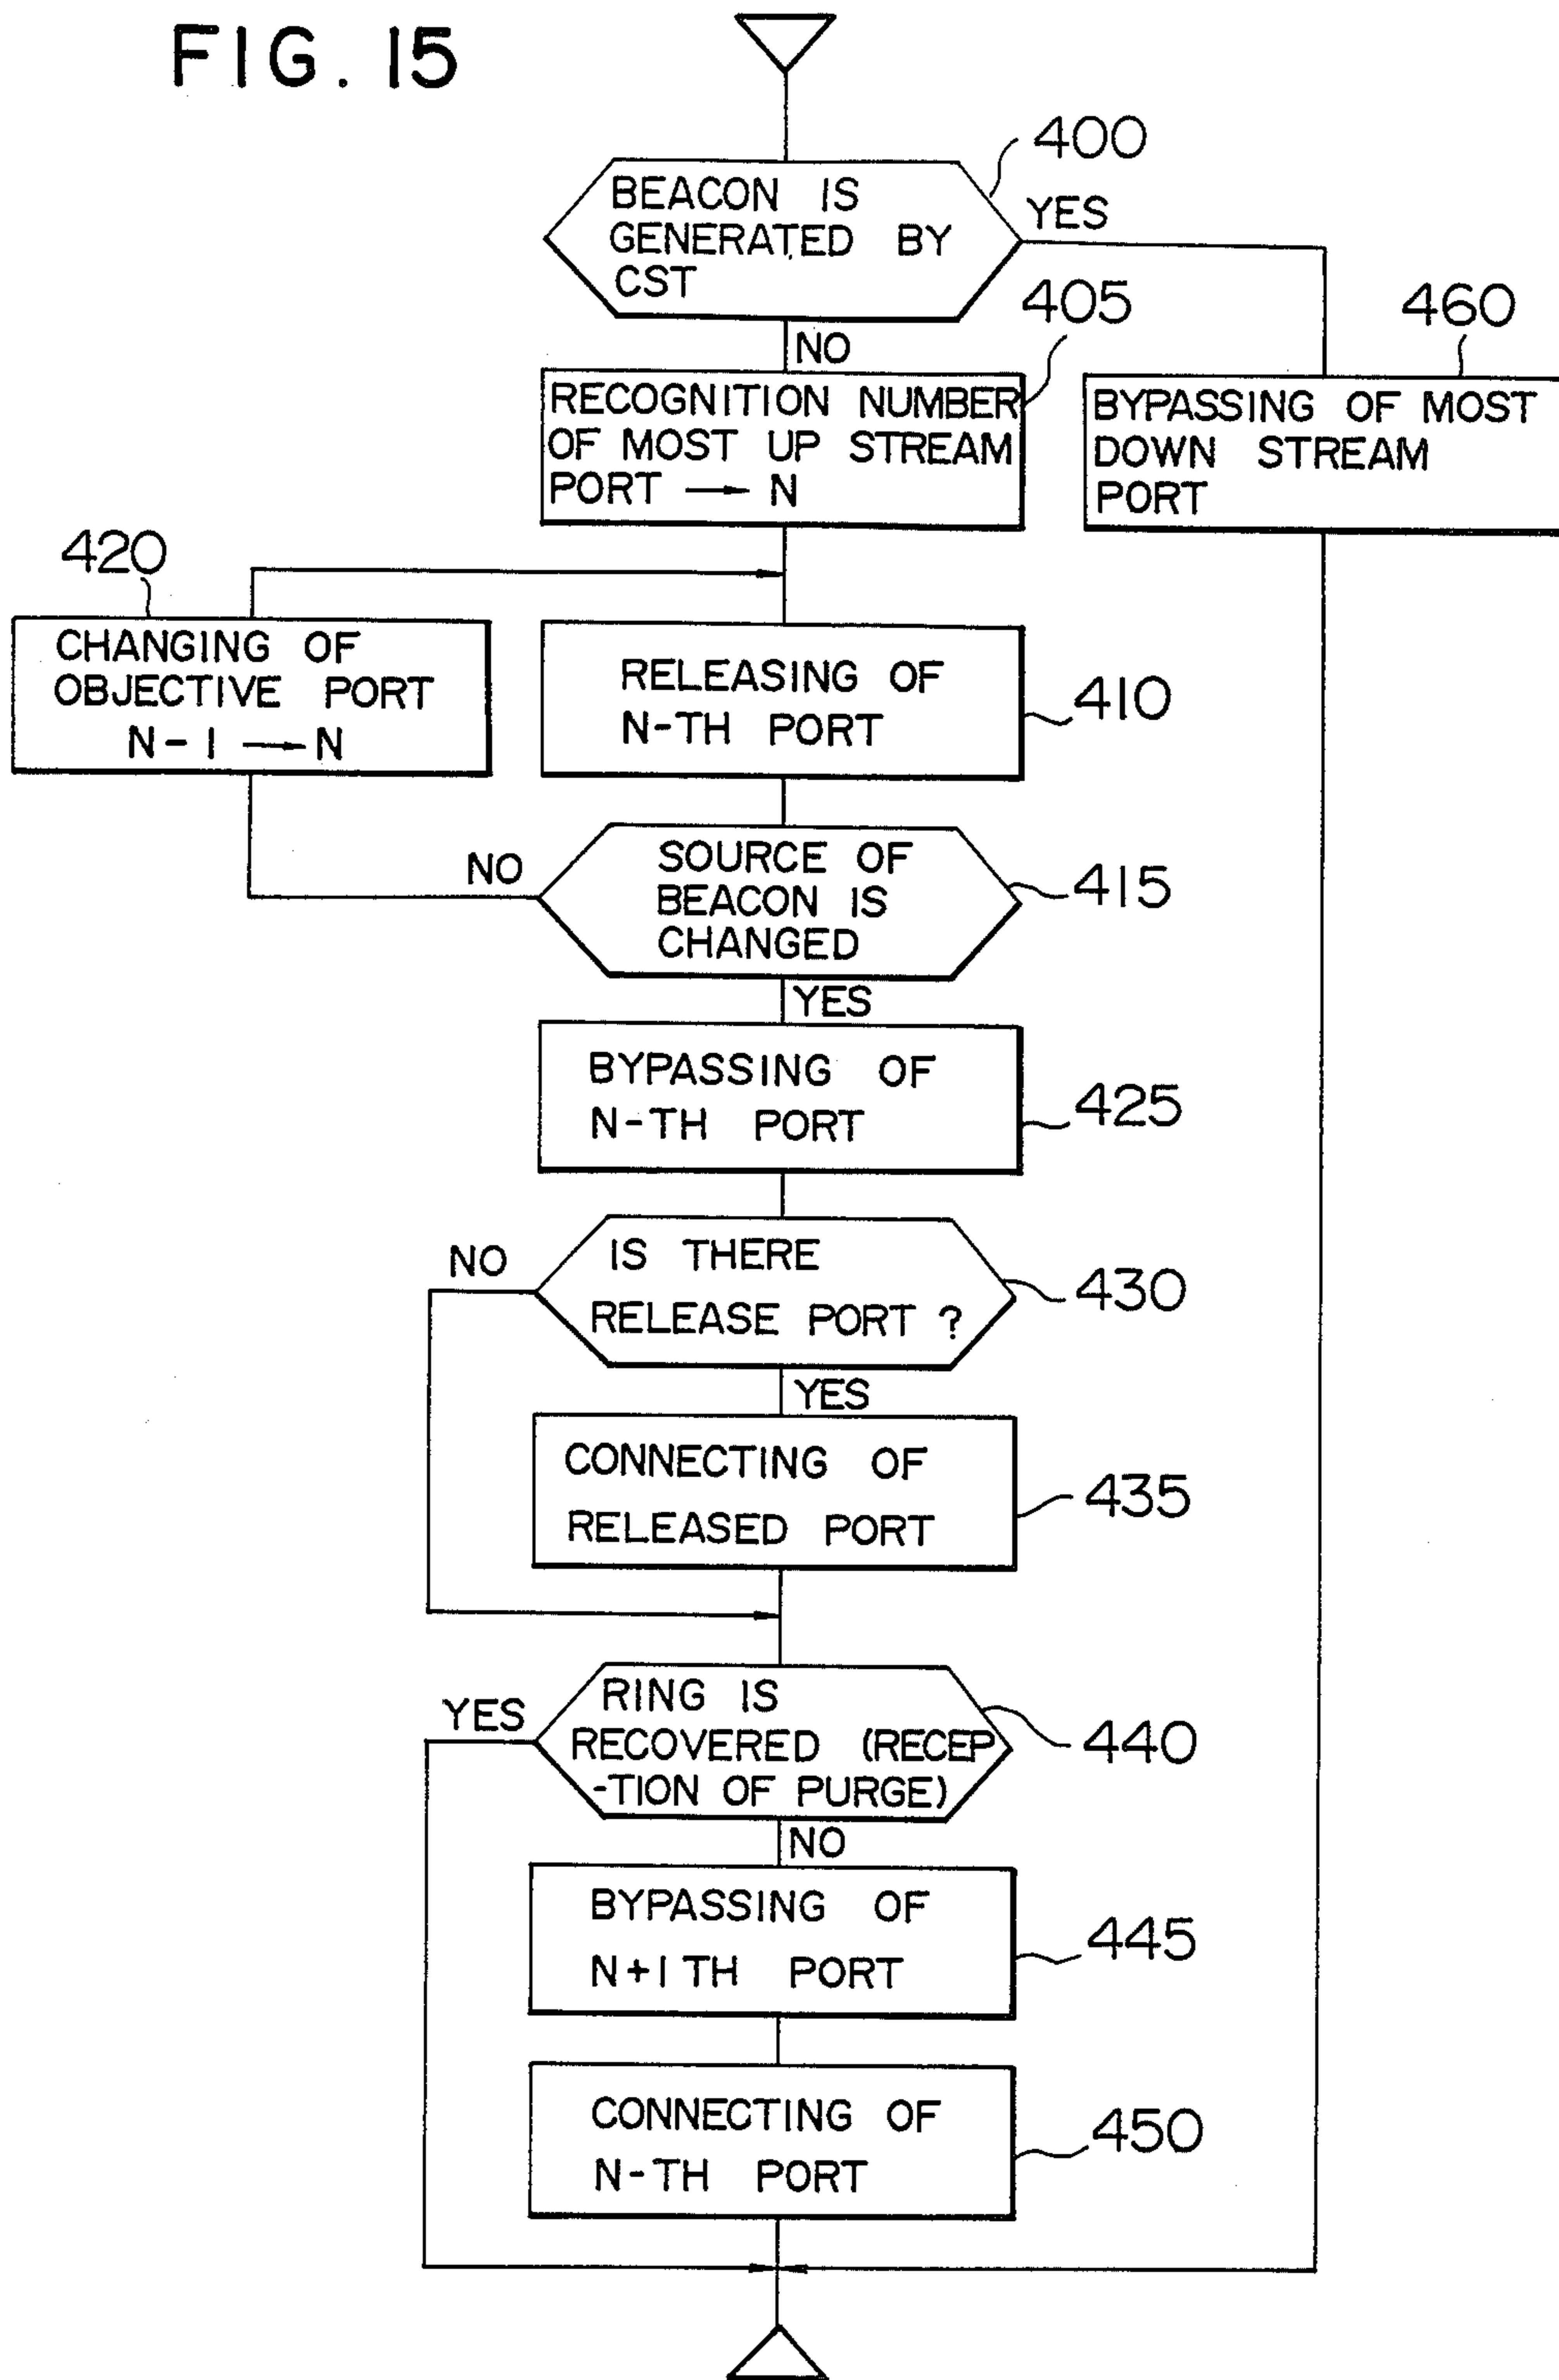 FIG. 15
400
BEACON IS
GENERATED BY
CST
YES
NO
405
RECOGNITION NUMBER
OF MOST UP STREAM
PORT → N
460
BYPASSING OF MOST
DOWN STREAM
PORT
420
CHANGING OF
OBJECTIVE PORT
N-1 → N
RELEASING OF
N-TH PORT
410
NO
SOURCE OF
BEACON IS
CHANGED
415
YES
BYPASSING OF
N-TH PORT
425
NO
IS THERE
RELEASE PORT ?
430
YES
CONNECTING OF
RELEASED PORT
435
YES
RING IS
RECOVERED (RECEP
-TION OF PURGE)
440
NO
BYPASSING OF
N+1 TH PORT
445
CONNECTING OF
N-TH PORT
450